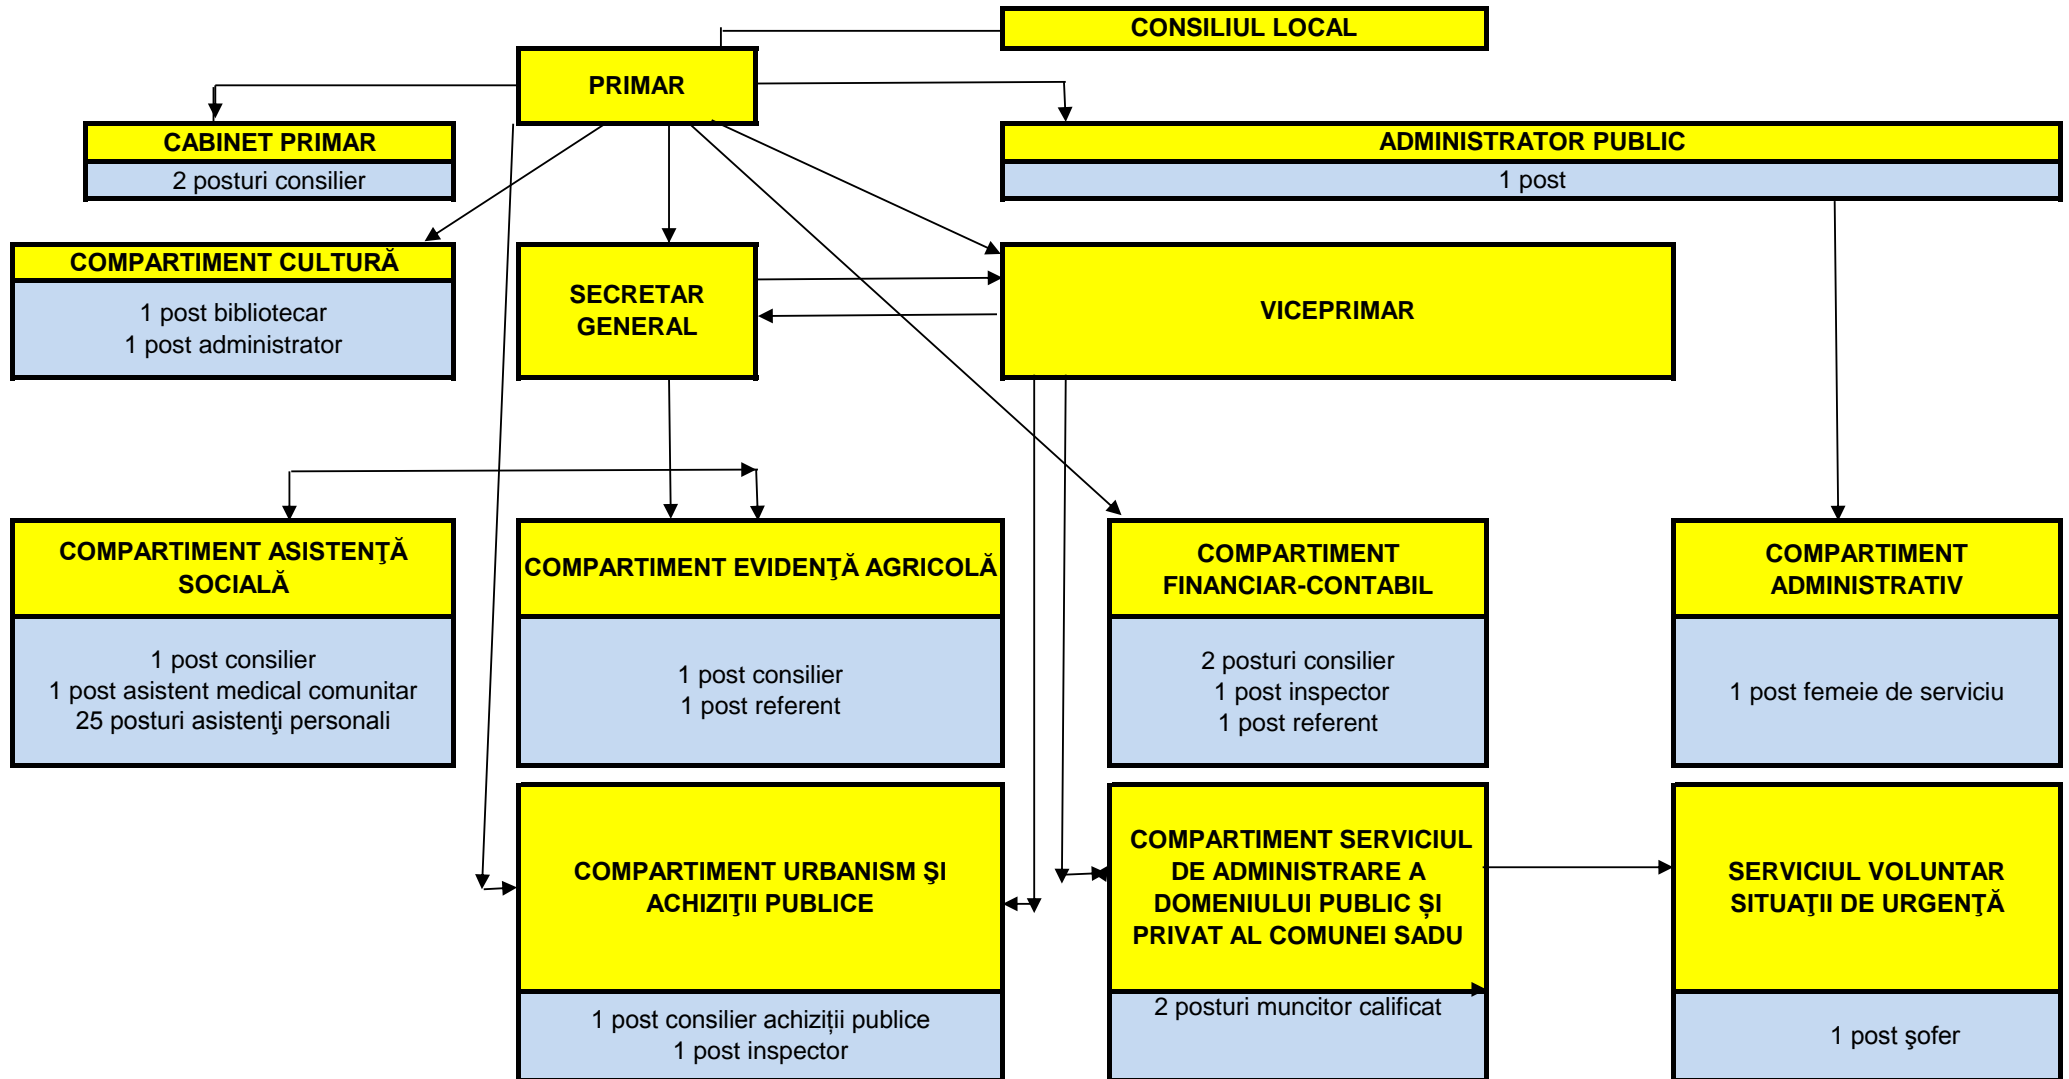 CONSILIUL LOCAL
PRIMAR
CABINET PRIMAR
2 posturi consilier
ADMINISTRATOR PUBLIC
1 post
COMPARTIMENT CULTURĂ
1 post bibliotecar
1 post administrator
SECRETAR
GENERAL
VICEPRIMAR
COMPARTIMENT ASISTENŢĂ
SOCIALĂ
1 post consilier
1 post asistent medical comunitar
25 posturi asistenţi personali
COMPARTIMENT EVIDENŢĂ AGRICOLĂ
1 post consilier
1 post referent
COMPARTIMENT
FINANCIAR-CONTABIL
2 posturi consilier
1 post inspector
1 post referent
COMPARTIMENT
ADMINISTRATIV
1 post femeie de serviciu
COMPARTIMENT URBANISM ŞI
ACHIZIŢII PUBLICE
1 post consilier achiziții publice
1 post inspector
COMPARTIMENT SERVICIUL
DE ADMINISTRARE A
DOMENIULUI PUBLIC ȘI
PRIVAT AL COMUNEI SADU
2 posturi muncitor calificat
SERVICIUL VOLUNTAR
SITUAŢII DE URGENŢĂ
1 post şofer